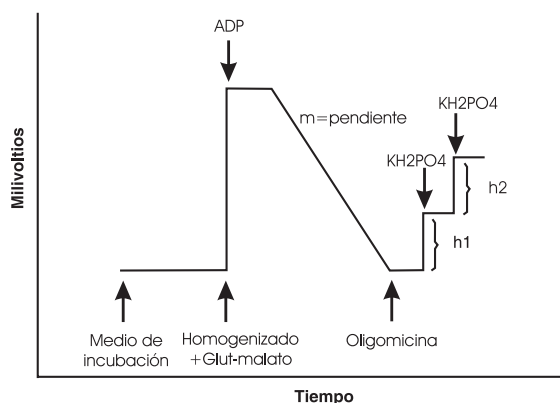 ADP
KH2PO4
m=pendiente
KH2PO4
h2
h1
Milivoltios
Medio de
incubación
Homogenizado
+Glut-malato
Oligomicina
Tiempo